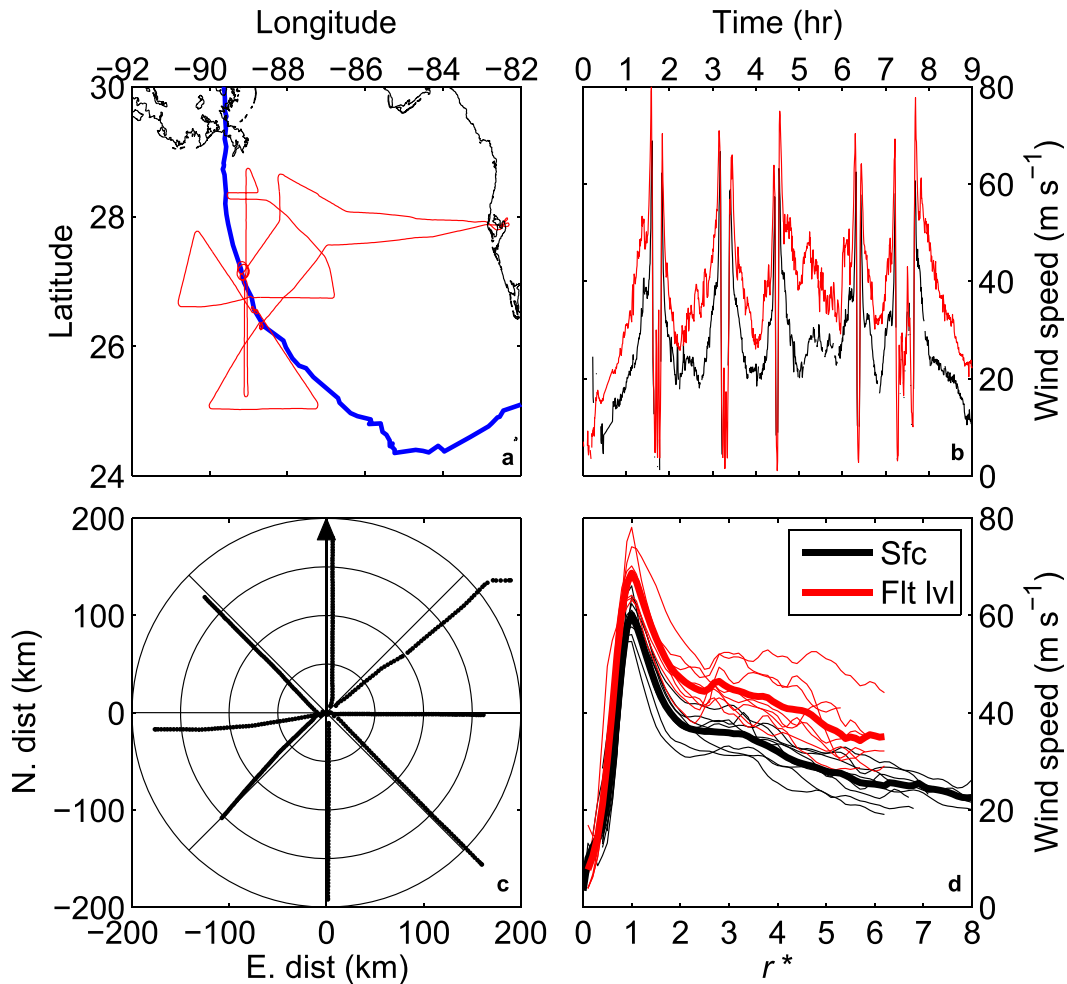 Longitude
Time (hr)
−92 −90 −88 −86 −84 −82
0 1 2 3 4 5 6 7 8 9
30
28
26
24
Latitude
a
80
60
40
20
0
Wind speed (m s⁻¹)
b
200
100
0
−100
−200
N. dist (km)
c
−200 −100 0 100 200
E. dist (km)
Sfc
Flt lvl
80
60
40
20
0
Wind speed (m s⁻¹)
d
0 1 2 3 4 5 6 7 8
r *